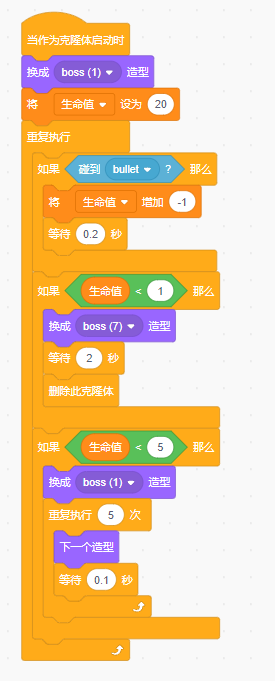 当作为克隆体启动时
换成 boss (1) 造型
将 生命值 设为 20
重复执行
如果 碰到 bullet ? 那么
将 生命值 增加 -1
等待 0.2 秒
如果 生命值 < 1 那么
换成 boss (7) 造型
等待 2 秒
删除此克隆体
如果 生命值 < 5 那么
换成 boss (1) 造型
重复执行 5 次
下一个造型
等待 0.1 秒